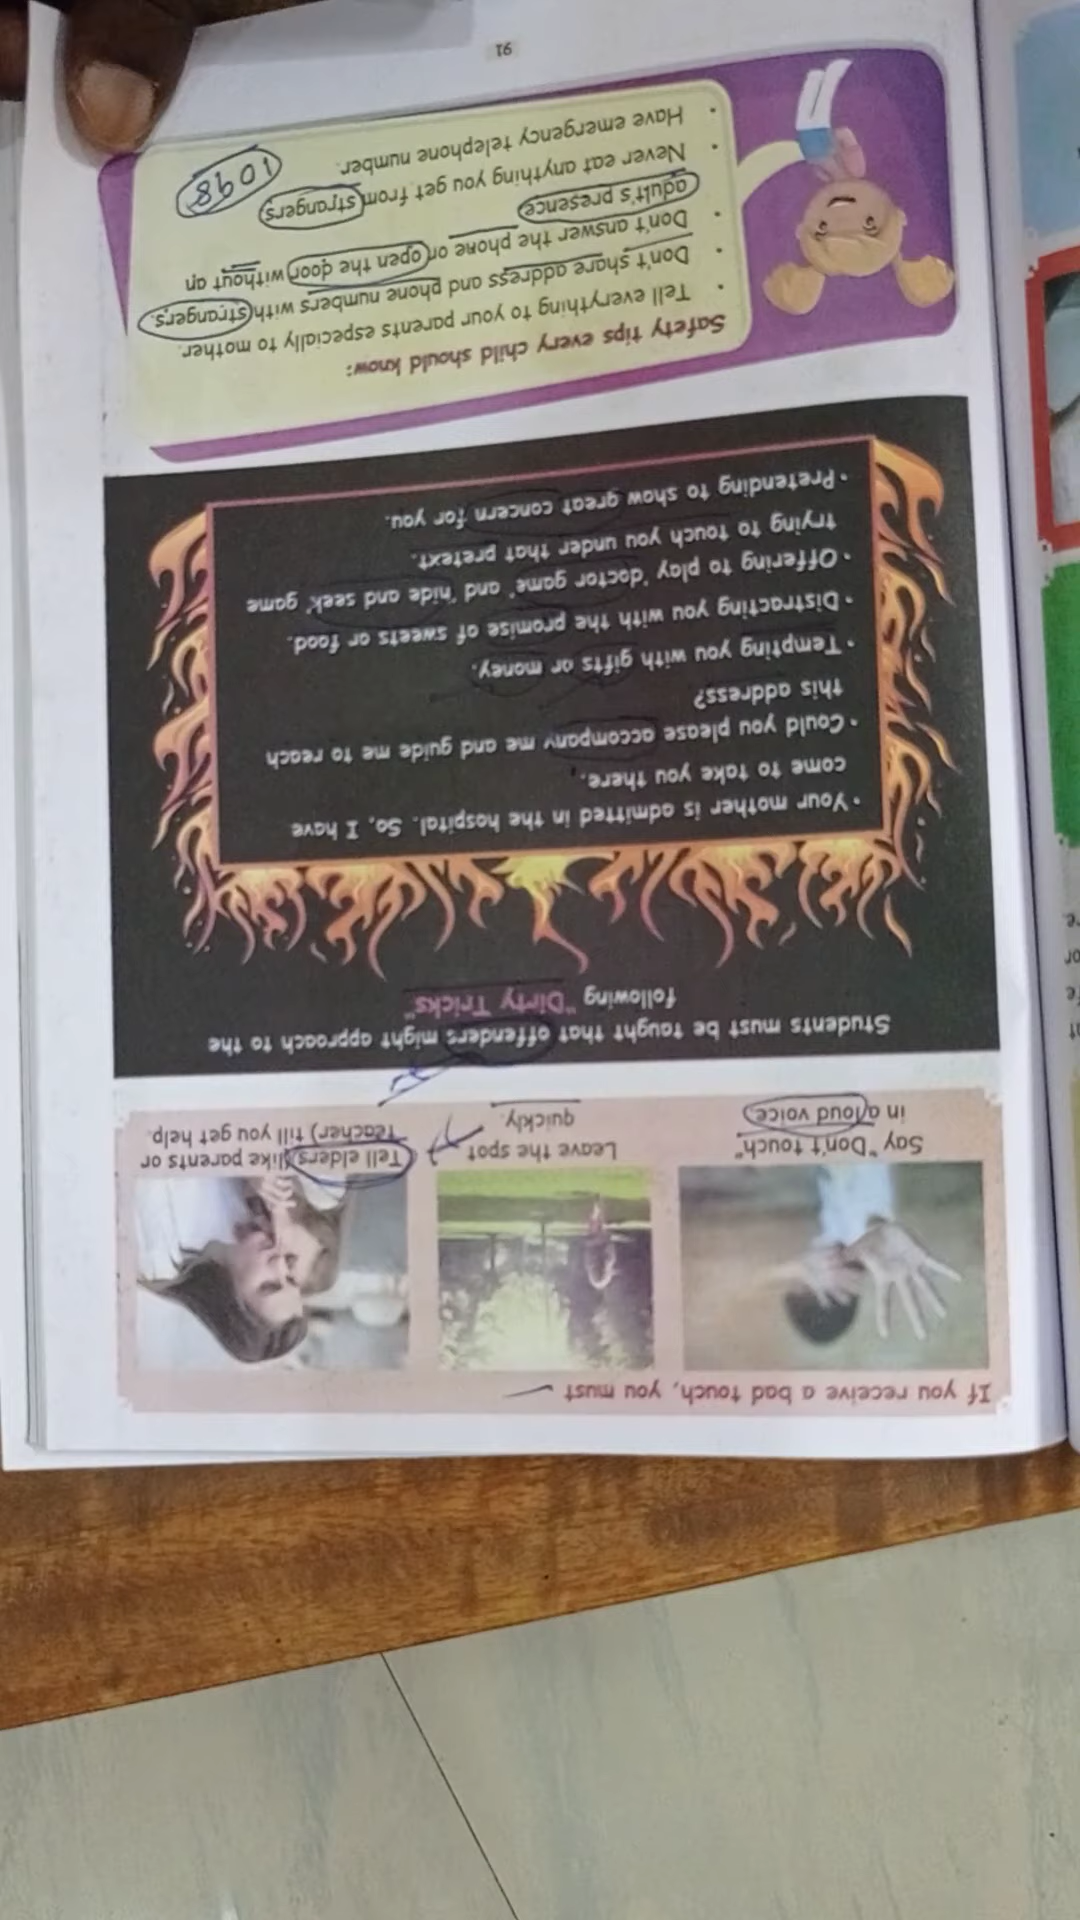 If you receive a bad touch, you must
Say "Don't touch"
in a loud voice.
Leave the spot
quickly.
Tell elders (like parents or
Teacher) till you get help.
Students must be taught that offenders might approach to the
following "Dirty Tricks"
• Your mother is admitted in the hospital. So, I have
come to take you there.
• Could you please accompany me and guide me to reach
this address?
• Tempting you with gifts or money.
• Distracting you with the promise of sweets or food.
• Offering to play 'doctor game' and 'hide and seek' game
trying to touch you under that pretext.
• Pretending to show great concern for you.
Safety tips every child should know:
• Tell everything to your parents especially to mother.
• Don't share address and phone numbers with strangers.
• Don't answer the phone or open the door without an
adult's presence
• Never eat anything you get from strangers
• Have emergency telephone number.
1098
91